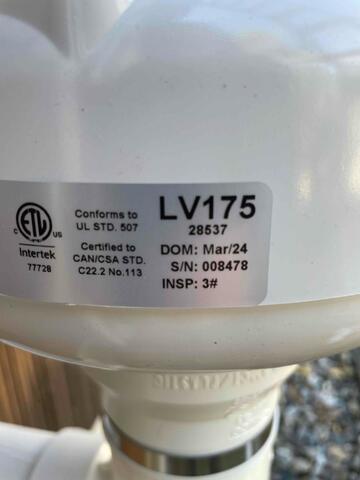 LV175
28537
DOM: Mar/24
S/N: 008478
INSP: 3#
Conforms to
UL STD. 507
Certified to
CAN/CSA STD.
C22.2 No.113
C ETL US
Intertek
77728